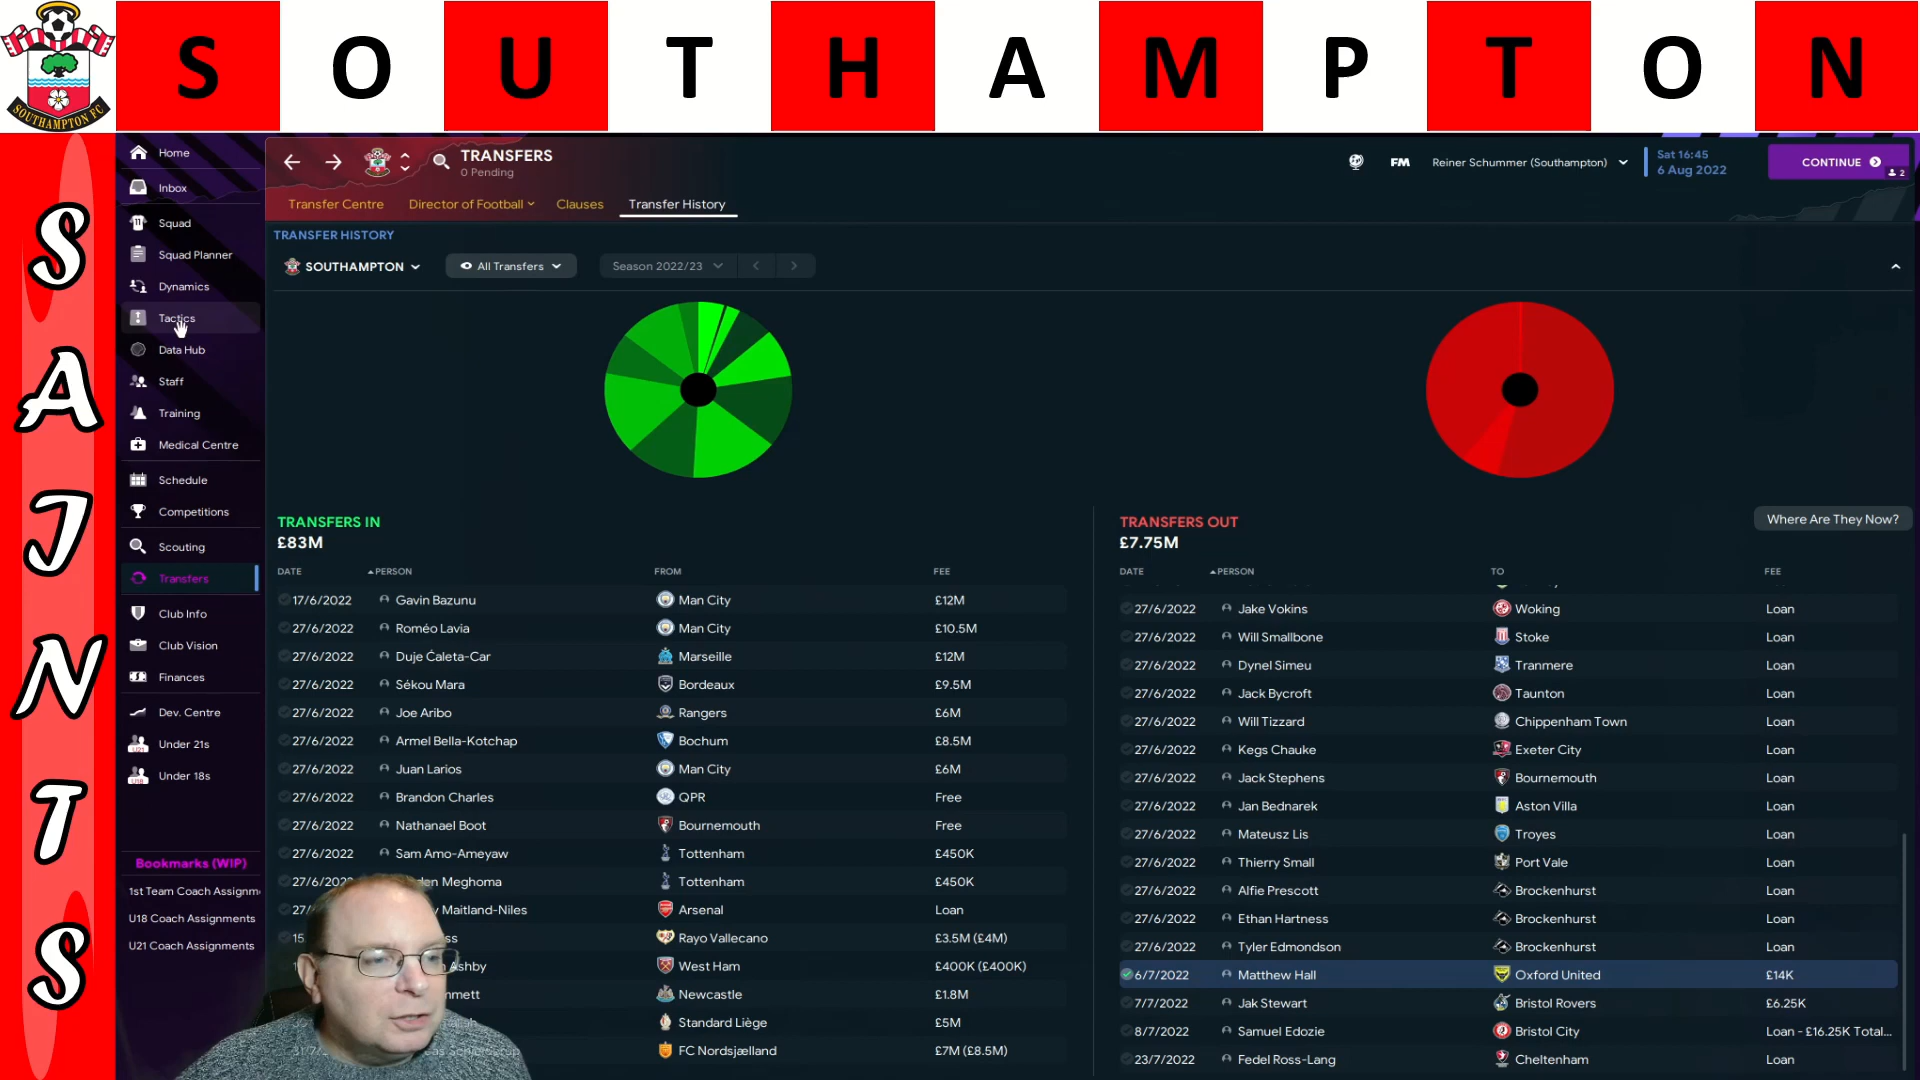 SOUTHAMPTON
SOUTHAMPTON FC
SAINTS
Home
Inbox
Squad
Squad Planner
Dynamics
Tactics
Data Hub
Staff
Training
Medical Centre
Schedule
Competitions
Scouting
Transfers
Club Info
Club Vision
Finances
Dev. Centre
Under 21s
Under 18s
Bookmarks (WIP)
1st Team Coach Assignm
U18 Coach Assignments
U21 Coach Assignments
TRANSFERS
0 Pending
FM
Reiner Schummer (Southampton)
Sat 16:45
6 Aug 2022
CONTINUE
2
Transfer Centre Director of Football Clauses Transfer History
TRANSFER HISTORY
SOUTHAMPTON All Transfers Season 2022/23
TRANSFERS IN
£83M
DATE PERSON FROM FEE
17/6/2022 Gavin Bazunu Man City £12M
27/6/2022 Roméo Lavia Man City £10.5M
27/6/2022 Duje Ćaleta-Car Marseille £12M
27/6/2022 Sékou Mara Bordeaux £9.5M
27/6/2022 Joe Aribo Rangers £6M
27/6/2022 Armel Bella-Kotchap Bochum £8.5M
27/6/2022 Juan Larios Man City £6M
27/6/2022 Brandon Charles QPR Free
27/6/2022 Nathanael Boot Bournemouth Free
27/6/2022 Sam Amo-Ameyaw Tottenham £450K
27/6/202 Meghoma Tottenham £450K
27/ Maitland-Niles Arsenal Loan
15 ss Rayo Vallecano £3.5M (£4M)
Ashby West Ham £400K (£400K)
mmett Newcastle £1.8M
Standard Liège £5M
FC Nordsjælland £7M (£8.5M)
TRANSFERS OUT
£7.75M
Where Are They Now?
DATE PERSON TO FEE
27/6/2022 Jake Vokins Woking Loan
27/6/2022 Will Smallbone Stoke Loan
27/6/2022 Dynel Simeu Tranmere Loan
27/6/2022 Jack Bycroft Taunton Loan
27/6/2022 Will Tizzard Chippenham Town Loan
27/6/2022 Kegs Chauke Exeter City Loan
27/6/2022 Jack Stephens Bournemouth Loan
27/6/2022 Jan Bednarek Aston Villa Loan
27/6/2022 Mateusz Lis Troyes Loan
27/6/2022 Thierry Small Port Vale Loan
27/6/2022 Alfie Prescott Brockenhurst Loan
27/6/2022 Ethan Hartness Brockenhurst Loan
27/6/2022 Tyler Edmondson Brockenhurst Loan
6/7/2022 Matthew Hall Oxford United £14K
7/7/2022 Jak Stewart Bristol Rovers £6.25K
8/7/2022 Samuel Edozie Bristol City Loan - £16.25K Total...
23/7/2022 Fedel Ross-Lang Cheltenham Loan